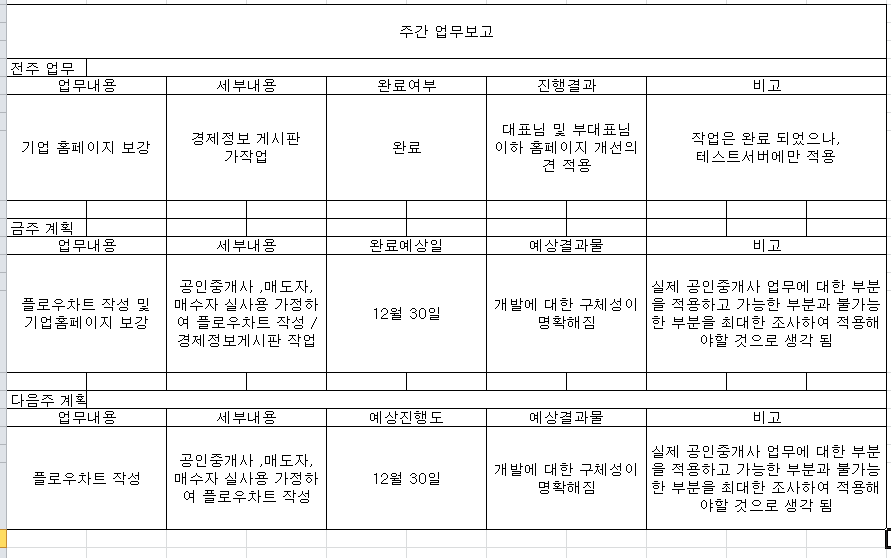 주간 업무보고
전주 업무
업무내용 세부내용 완료여부 진행결과 비고
기업 홈페이지 보강
경제정보 게시판
가작업
완료
대표님 및 부대표님
이하 홈페이지 개선의
견 적용
작업은 완료 되었으나,
테스트서버에만 적용
금주 계획
업무내용 세부내용 완료예상일 예상결과물 비고
플로우차트 작성 및
기업홈페이지 보강
공인중개사 ,매도자,
매수자 실사용 가정하
여 플로우차트 작성 /
경제정보게시판 작업
12월 30일
개발에 대한 구체성이
명확해짐
실제 공인중개사 업무에 대한 부분
을 적용하고 가능한 부분과 불가능
한 부분을 최대한 조사하여 적용해
야할 것으로 생각 됨
다음주 계획
업무내용 세부내용 예상진행도 예상결과물 비고
플로우차트 작성
공인중개사 ,매도자,
매수자 실사용 가정하
여 플로우차트 작성
12월 30일
개발에 대한 구체성이
명확해짐
실제 공인중개사 업무에 대한 부분
을 적용하고 가능한 부분과 불가능
한 부분을 최대한 조사하여 적용해
야할 것으로 생각 됨